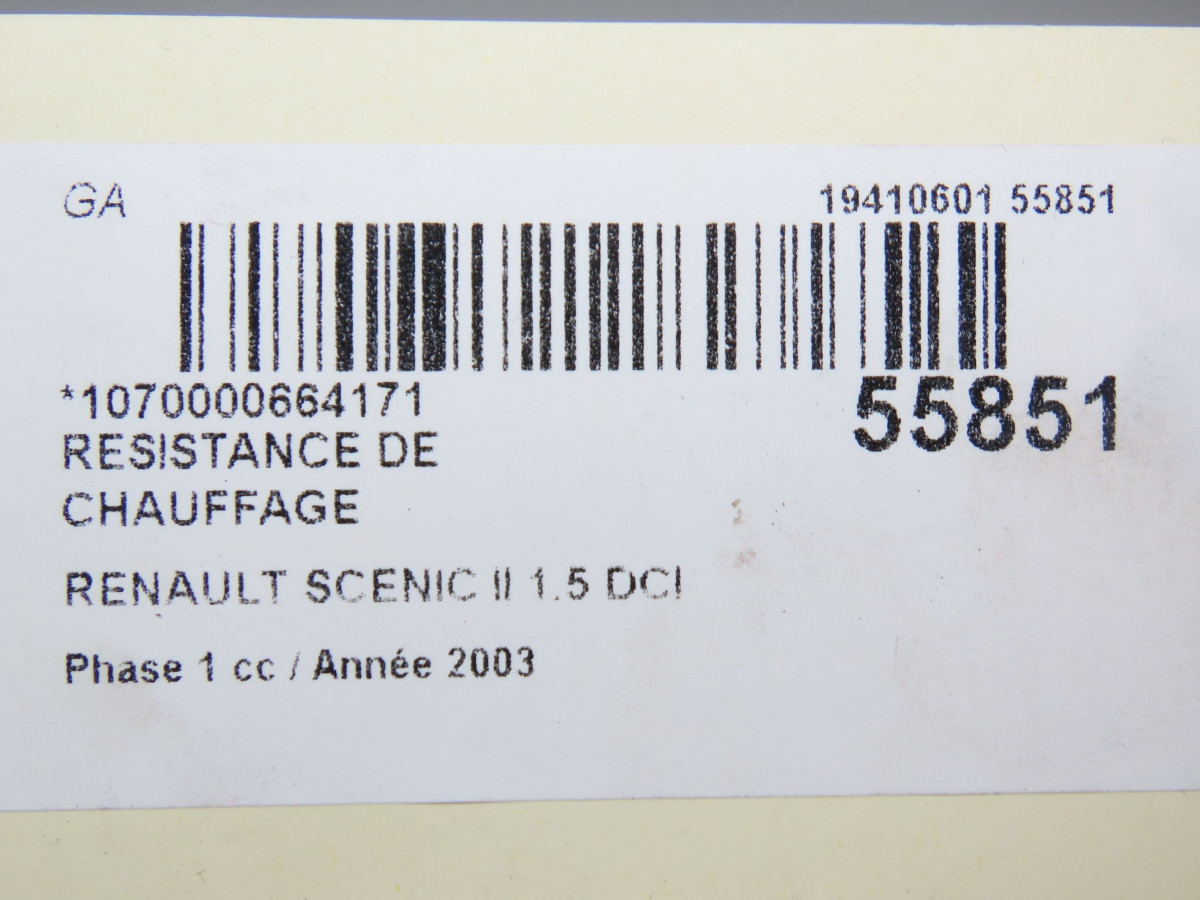 GA
19410601 55851
*1070000664171
55851
RESISTANCE DE
CHAUFFAGE
RENAULT SCENIC II 1.5 DCI
Phase 1 cc / Année 2003